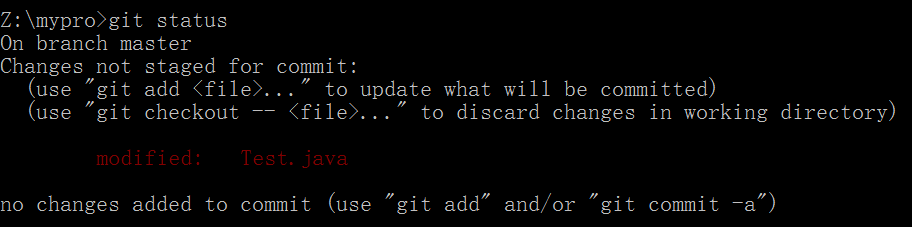 Z:\mypro>git status
On branch master
Changes not staged for commit:
  (use "git add <file>..." to update what will be committed)
  (use "git checkout -- <file>..." to discard changes in working directory)
        modified:   Test.java
no changes added to commit (use "git add" and/or "git commit -a")